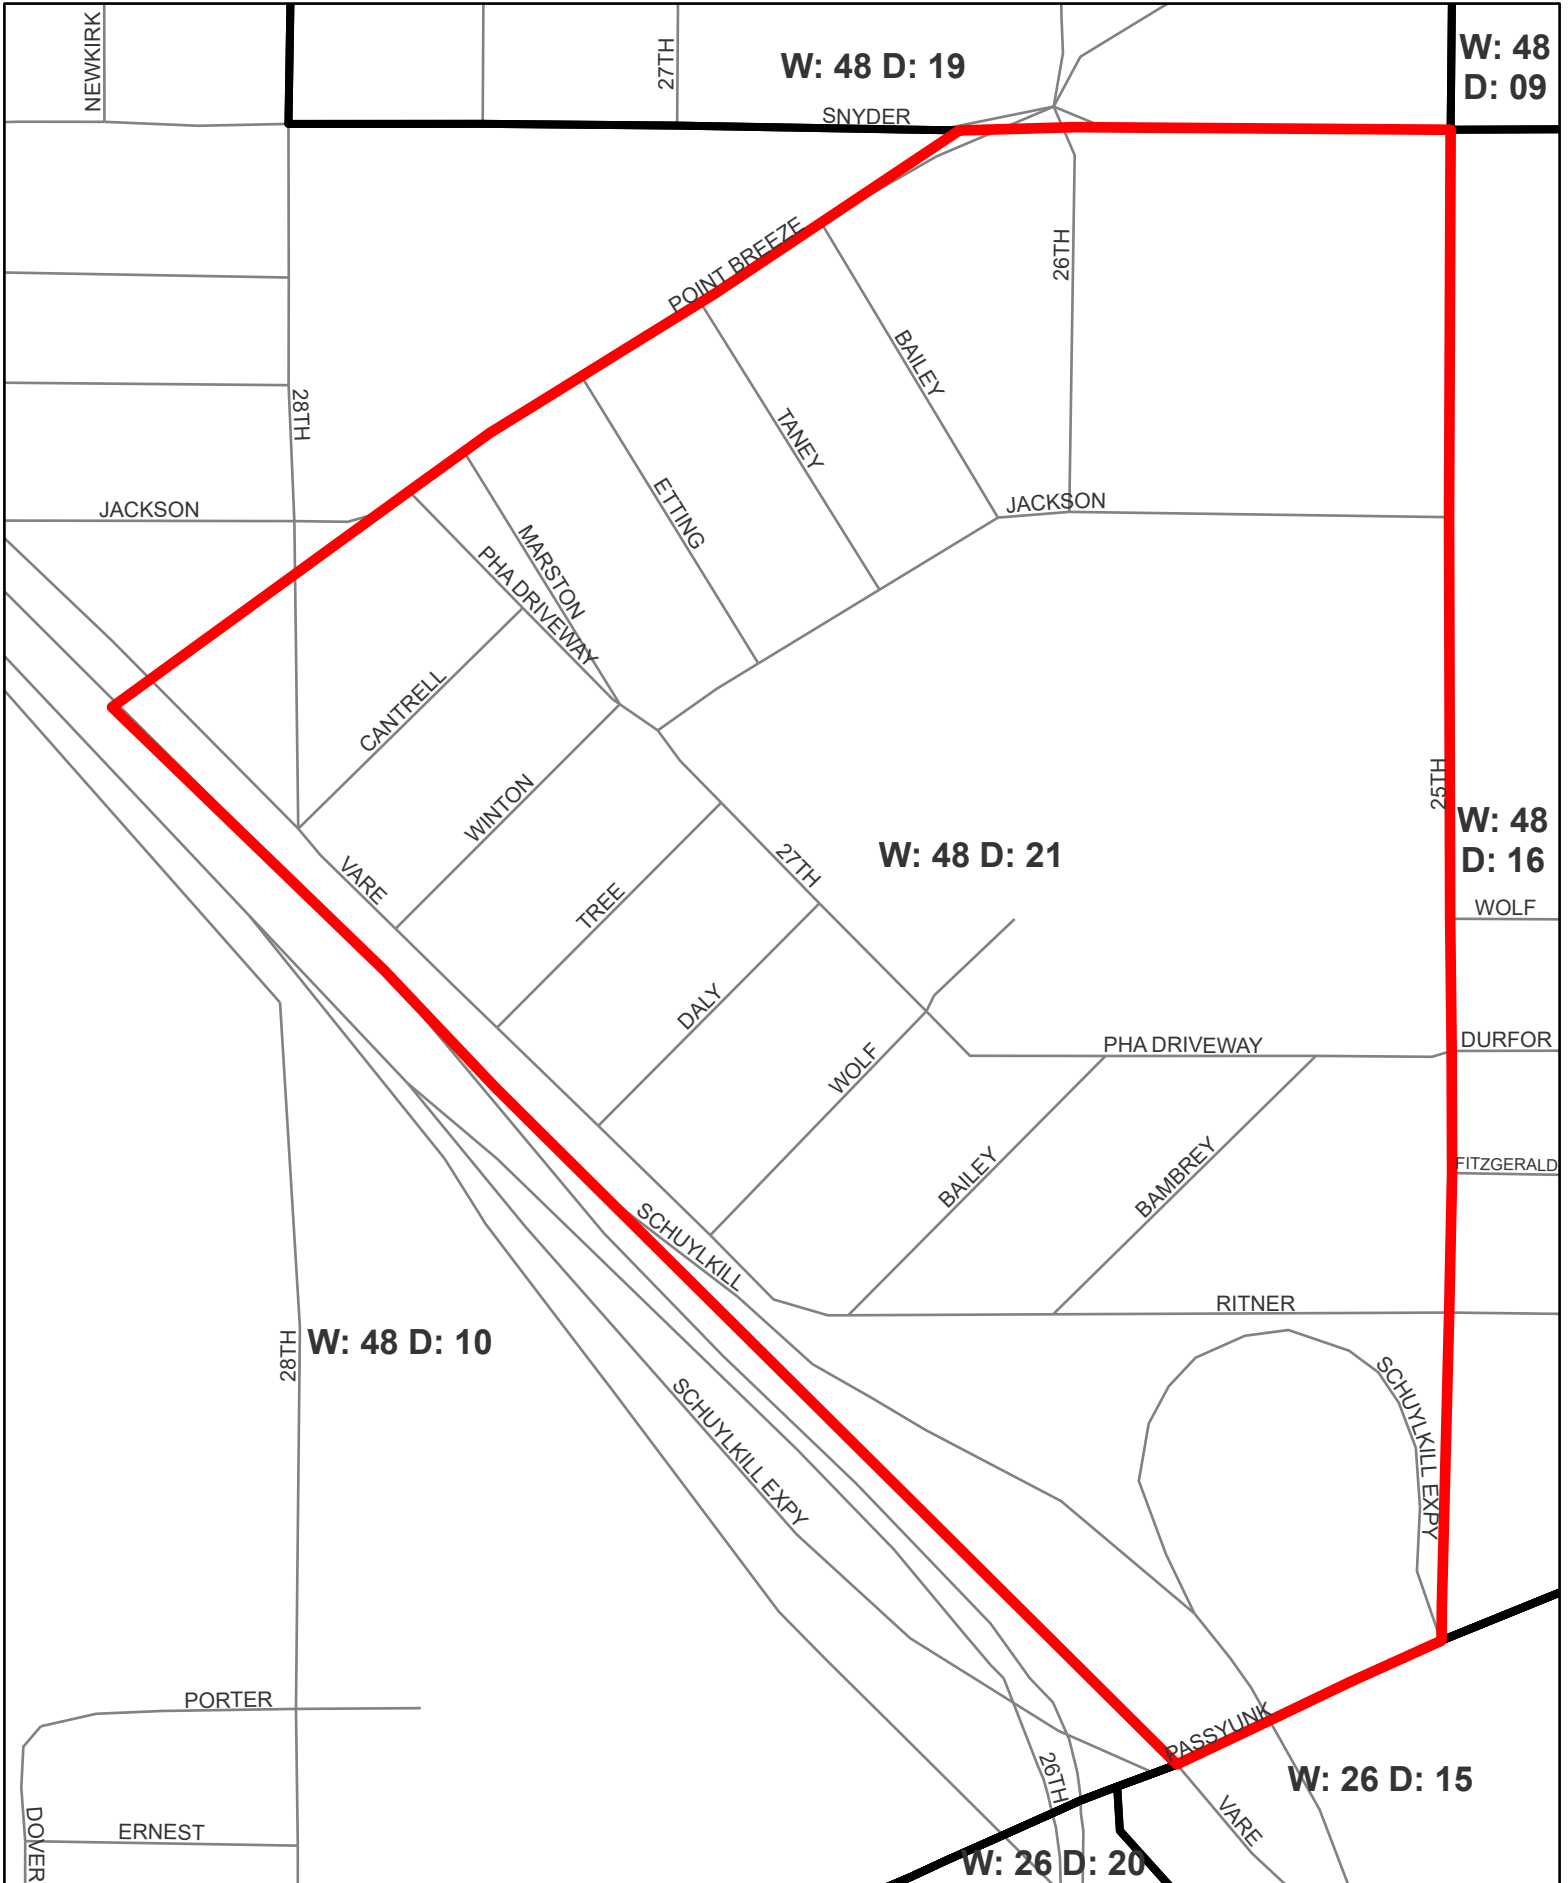 NEWKIRK
27TH
W: 48 D: 19
W: 48
D: 09
SNYDER
POINT BREEZE
26TH
28TH
BAILEY
TANEY
ETTING
JACKSON
JACKSON
MARSTON
PHA DRIVEWAY
CANTRELL
WINTON
25TH
VARE
TREE
27TH
W: 48 D: 21
W: 48
D: 16
WOLF
DALY
WOLF
PHA DRIVEWAY
DURFOR
BAILEY
BAMBREY
FITZGERALD
SCHUYLKILL
RITNER
28TH
W: 48 D: 10
SCHUYLKILL EXPY
SCHUYLKILL EXPY
PORTER
PASSYUNK
26TH
W: 26 D: 15
VARE
DOVER
ERNEST
W: 26 D: 20